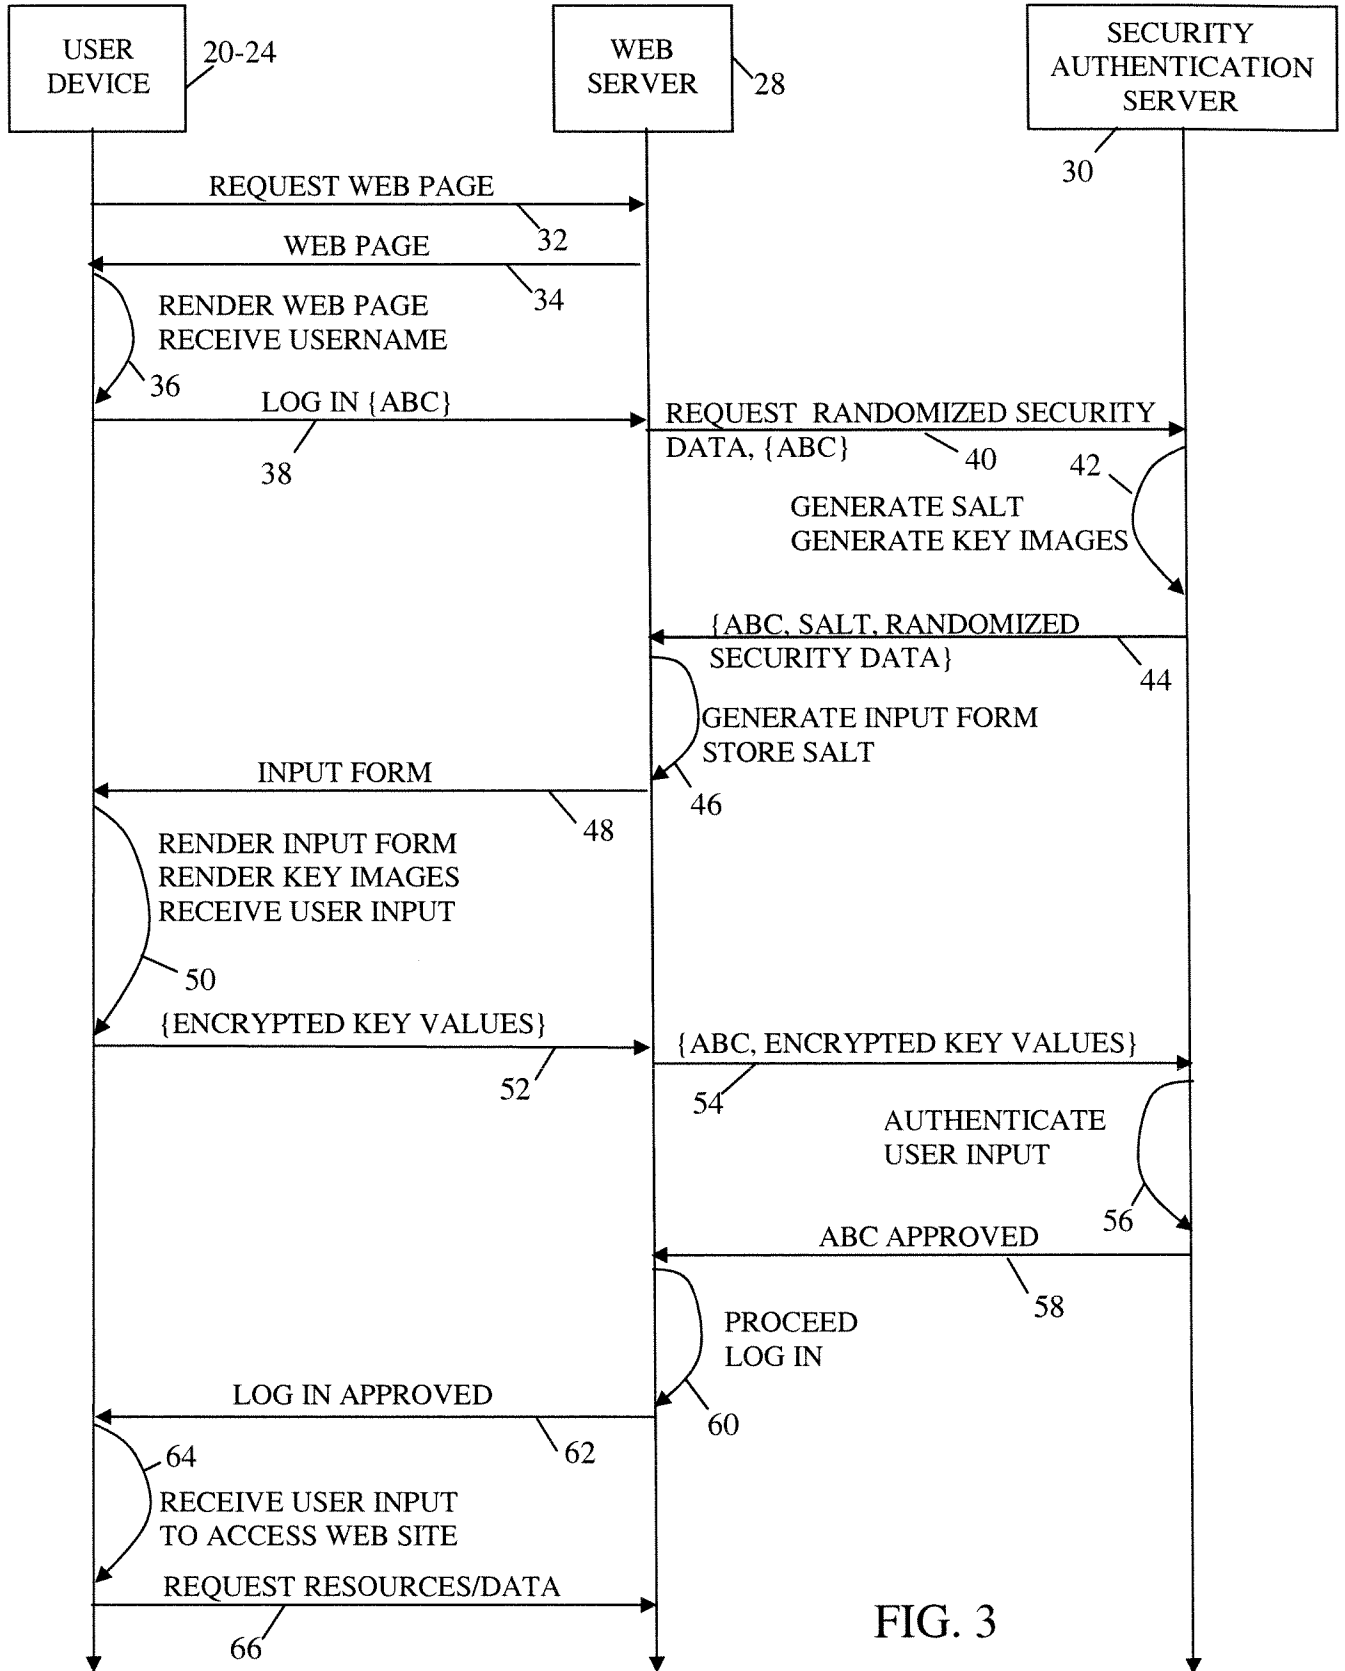 USER
DEVICE
20-24
WEB
SERVER
28
SECURITY
AUTHENTICATION
SERVER
30
REQUEST WEB PAGE
32
WEB PAGE
34
RENDER WEB PAGE
RECEIVE USERNAME
36
LOG IN {ABC}
38
REQUEST RANDOMIZED SECURITY
DATA, {ABC}
40
42
GENERATE SALT
GENERATE KEY IMAGES
{ABC, SALT, RANDOMIZED
SECURITY DATA}
44
GENERATE INPUT FORM
STORE SALT
46
INPUT FORM
48
RENDER INPUT FORM
RENDER KEY IMAGES
RECEIVE USER INPUT
50
{ENCRYPTED KEY VALUES}
52
{ABC, ENCRYPTED KEY VALUES}
54
AUTHENTICATE
USER INPUT
56
ABC APPROVED
58
PROCEED
LOG IN
60
LOG IN APPROVED
62
64
RECEIVE USER INPUT
TO ACCESS WEB SITE
REQUEST RESOURCES/DATA
66
FIG. 3